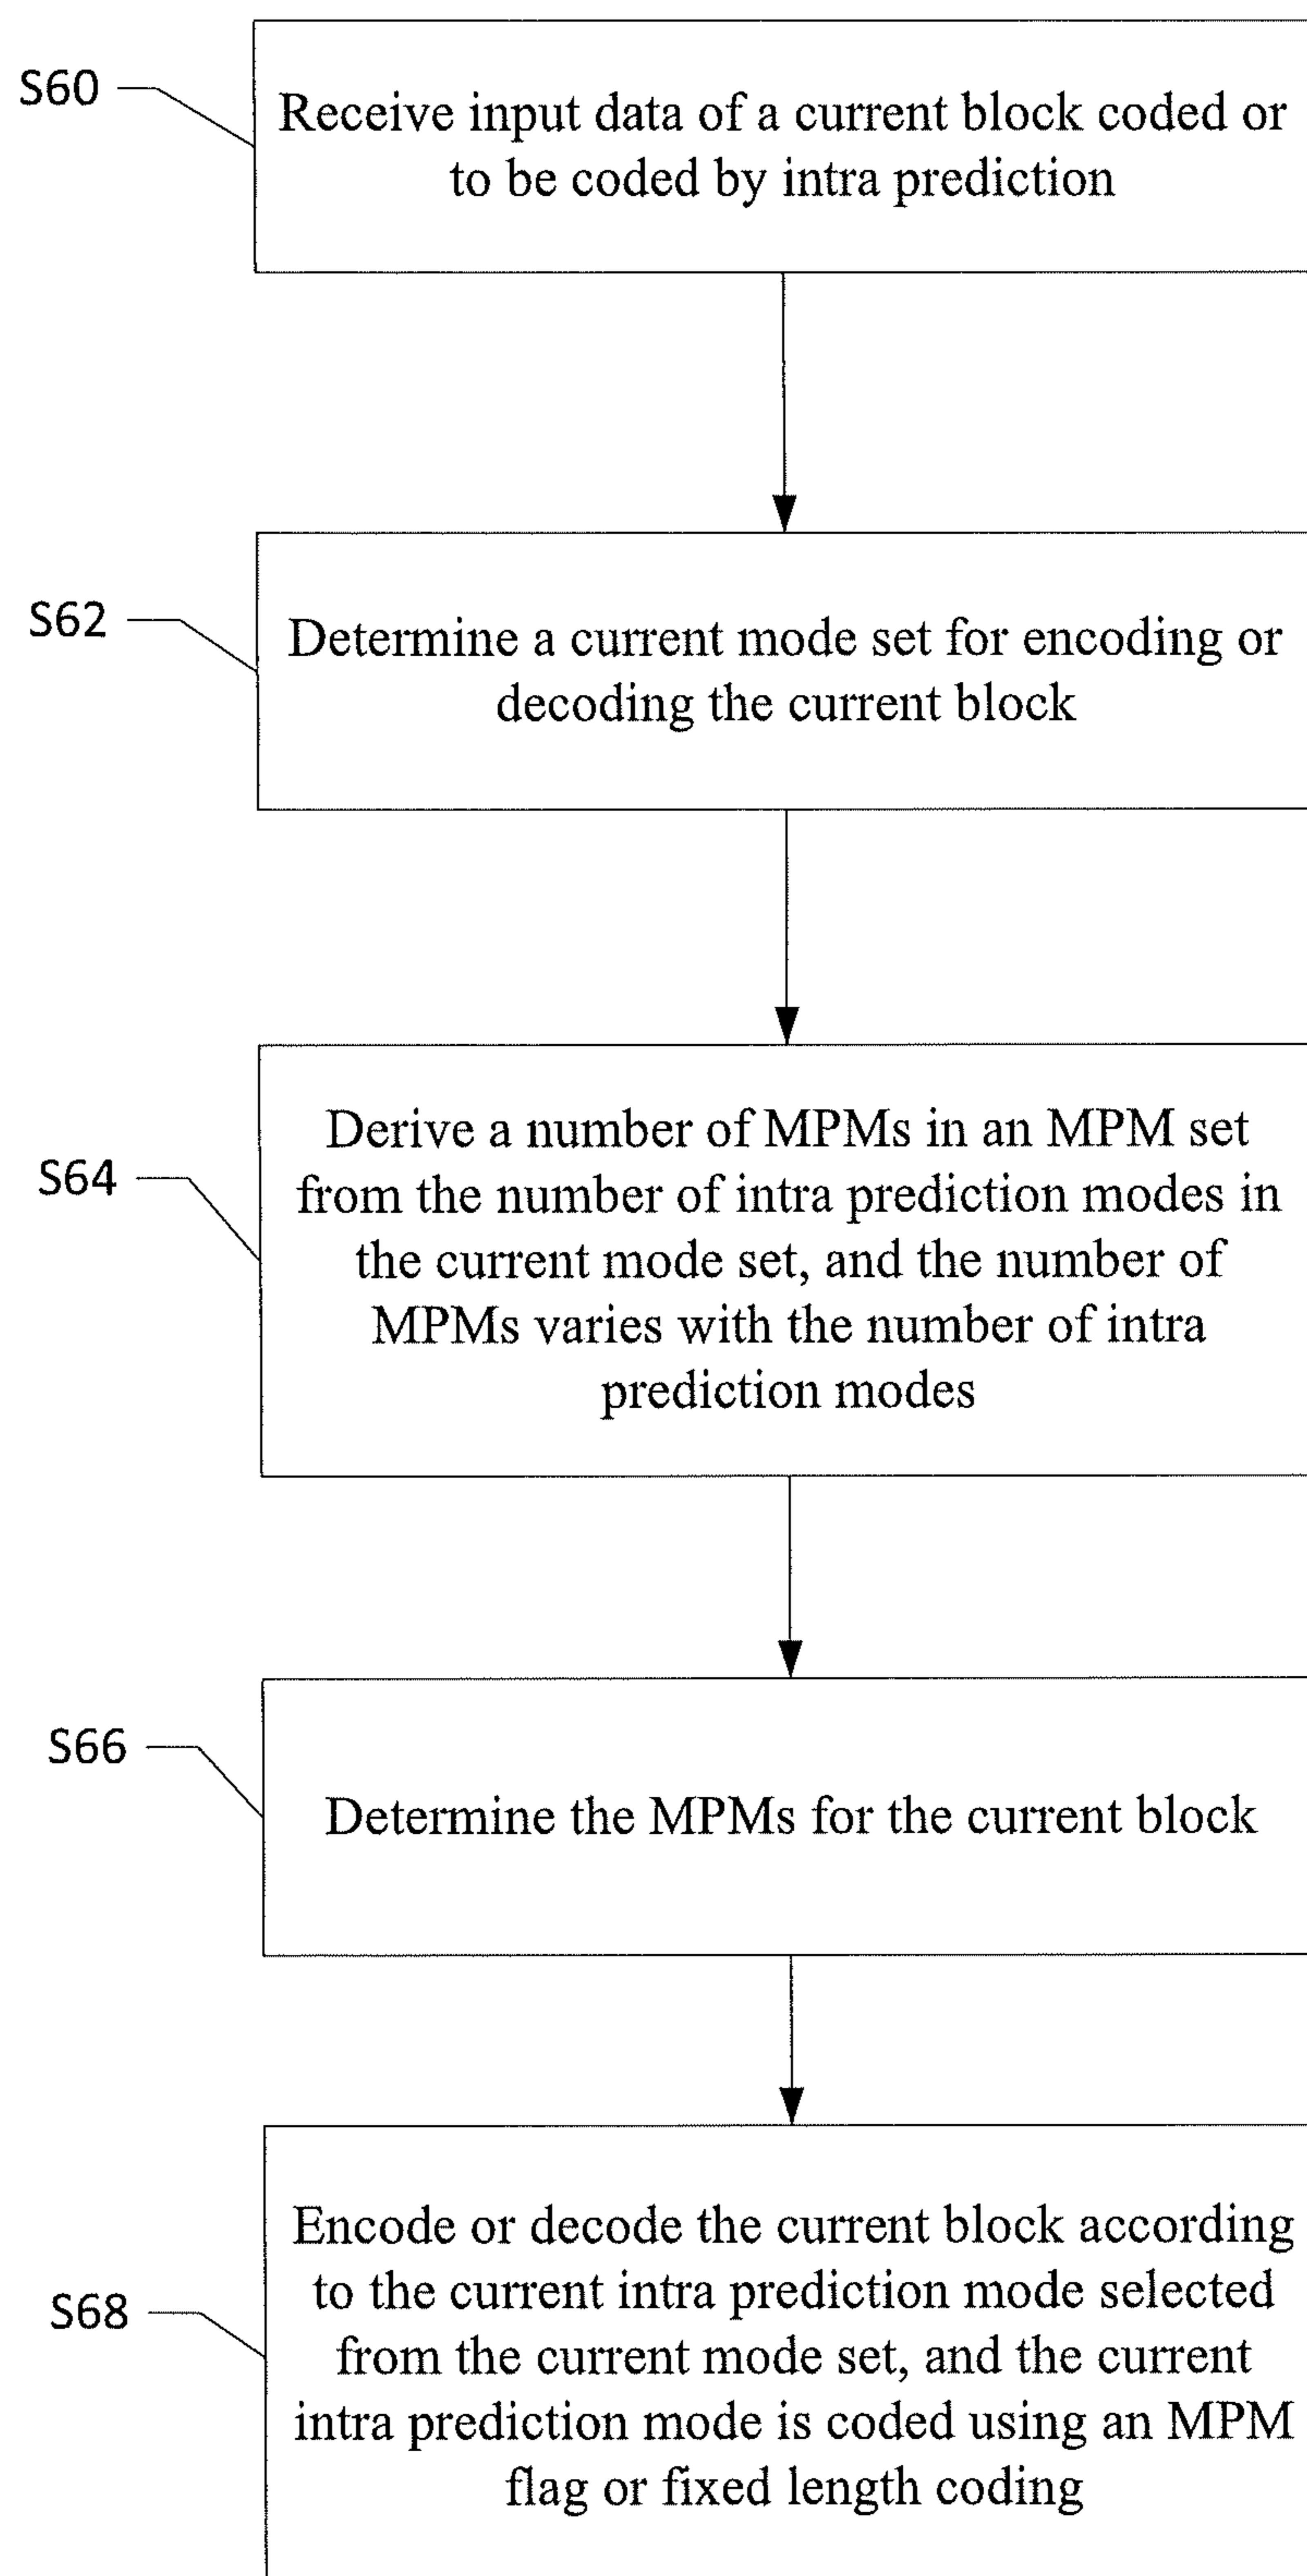 S60
Receive input data of a current block coded or
to be coded by intra prediction
S62
Determine a current mode set for encoding or
decoding the current block
S64
Derive a number of MPMs in an MPM set
from the number of intra prediction modes in
the current mode set, and the number of
MPMs varies with the number of intra
prediction modes
S66
Determine the MPMs for the current block
S68
Encode or decode the current block according
to the current intra prediction mode selected
from the current mode set, and the current
intra prediction mode is coded using an MPM
flag or fixed length coding